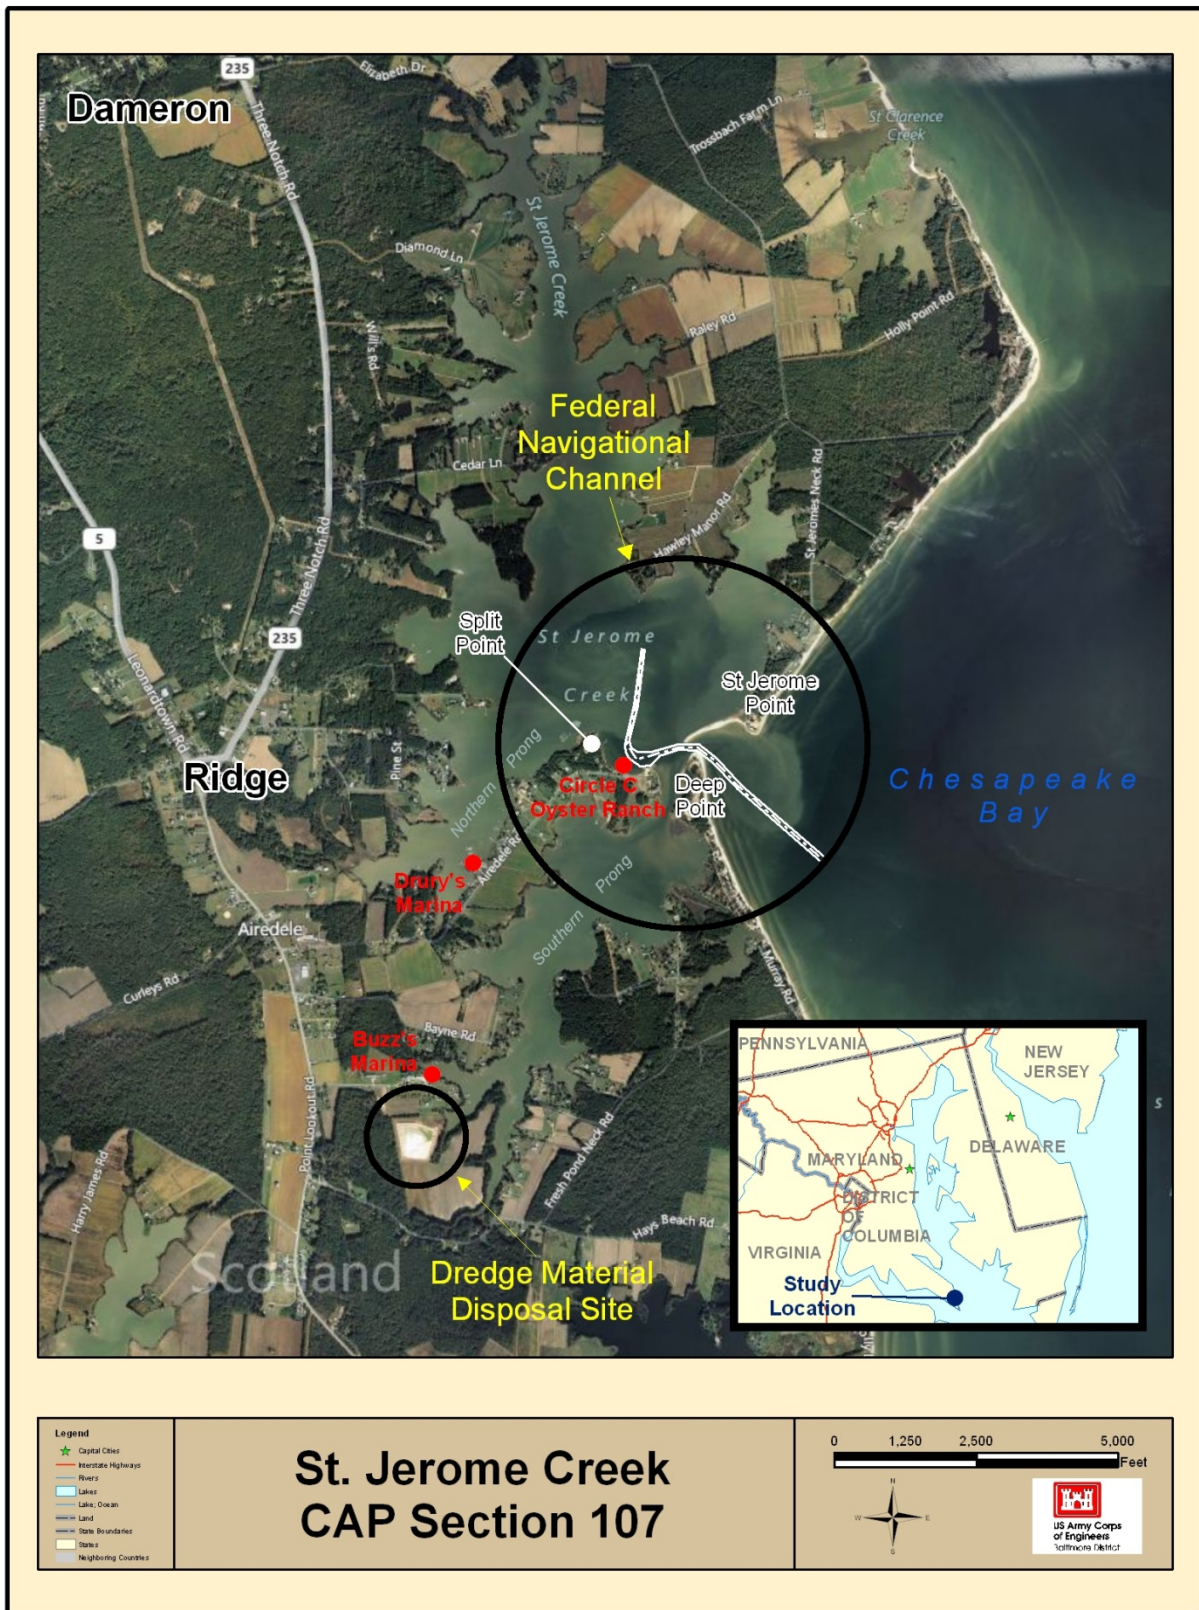 235
Elizabeth Dr
Dameron
Three Notch Rd
Trossbach Farm Ln
St Clarence
Creek
St Jerome Creek
Diamond Ln
Wills Rd
Raley Rd
Holly Point Rd
Federal
Navigational
Channel
Cedar Ln
St Jeromes Neck Rd
Hawley Manor Rd
5
Three Notch Rd
235
Split
Point
St Jerome
Creek
St Jerome
Point
Leonardtown Rd
Pine St
Ridge
Northern Prong
Circle C
Oyster Ranch
Deep
Point
Chesapeake
Bay
Airedele Rd
Drury's
Marina
Southern Prong
Airedele
Curleys Rd
Murray Rd
Bayne Rd
Buzz's
Marina
Point Lookout Rd
Fresh Pond Neck Rd
Harry James Rd
Hays Beach Rd
Scotland
Dredge Material
Disposal Site
PENNSYLVANIA
NEW
JERSEY
MARYLAND
DELAWARE
DISTRICT
OF
COLUMBIA
VIRGINIA
Study
Location
S
Legend
Capital Cities
Interstate Highways
Rivers
Lakes
Lake; Ocean
Land
State Boundaries
States
Neighboring Countries
St. Jerome Creek
CAP Section 107
0 1,250 2,500 5,000
Feet
N
W E
S
US Army Corps
of Engineers
Baltimore District